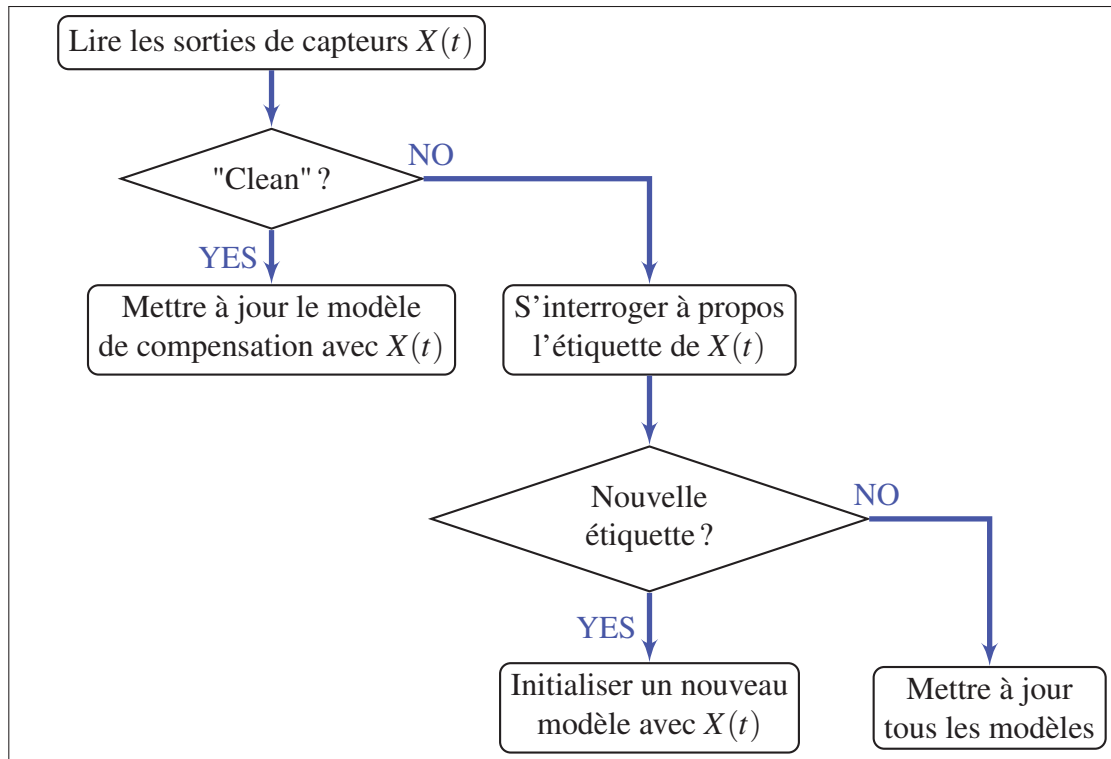 Lire les sorties de capteurs X(t)
"Clean" ?
NO
YES
Mettre à jour le modèle
de compensation avec X(t)
S'interroger à propos
l'étiquette de X(t)
Nouvelle
étiquette ?
NO
YES
Initialiser un nouveau
modèle avec X(t)
Mettre à jour
tous les modèles